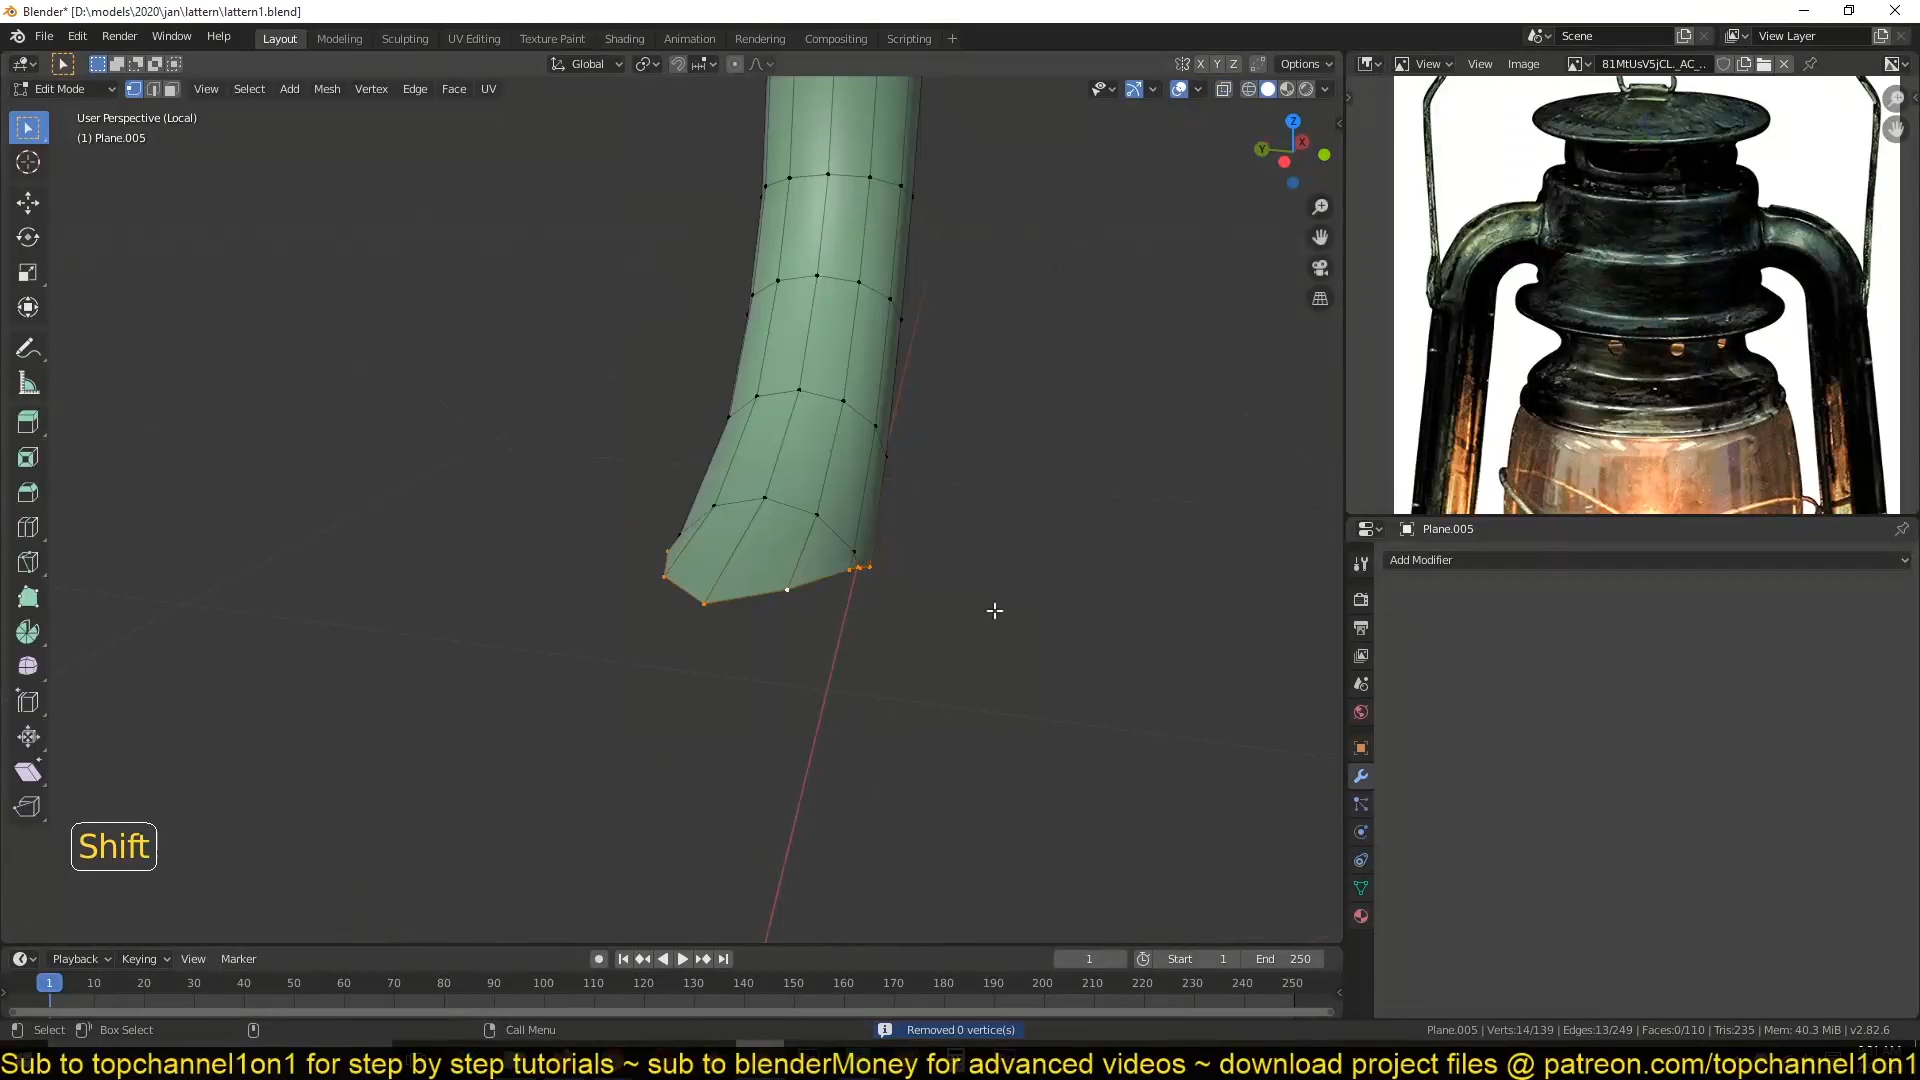 Blender* [D:\models\2020\jan\lattern\lattern1.blend]
File Edit Render Window Help Layout Modeling Sculpting UV Editing Texture Paint Shading Animation Rendering Compositing Scripting + Scene View Layer
Global X Y Z Options View View Image 81MtUsV5jCL._AC_...
Edit Mode View Select Add Mesh Vertex Edge Face UV
User Perspective (Local)
(1) Plane.005
Z
Y
X
Plane.005
Add Modifier
Shift
Playback Keying View Marker 1 Start 1 End 250
1 10 20 30 40 50 60 70 80 90 100 110 120 130 140 150 160 170 180 190 200 210 220 230 240 250
Select Box Select Call Menu Removed 0 vertice(s) Plane.005 | Verts:14/139 | Edges:13/249 | Faces:0/110 | Tris:235 | Mem: 40.3 MiB | v2.82.6
Sub to topchannel1on1 for step by step tutorials ~ sub to blenderMoney for advanced videos ~ download project files @ patreon.com/topchannel1on1